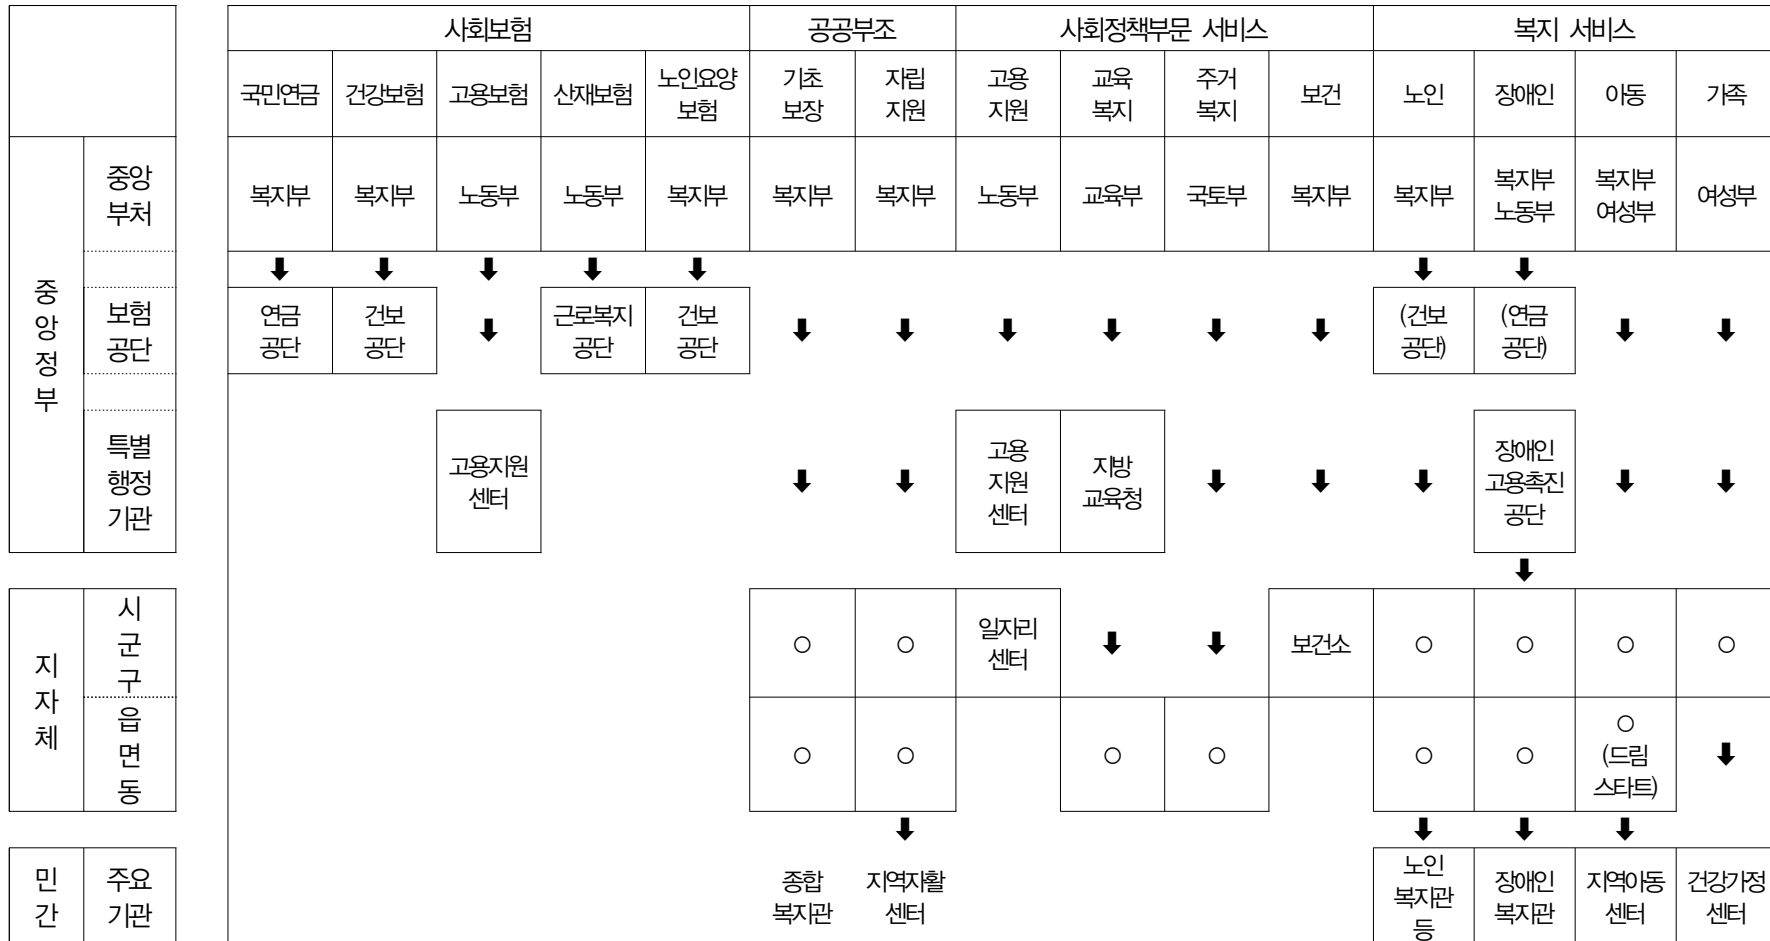 사회보험 공공부조 사회정책부문 서비스 복지 서비스
국민연금 건강보험 고용보험 산재보험 노인요양 기초 자립 고용 교육 주거 보건 노인 장애인 아동 가족
보험 보장 지원 지원 복지 복지
중앙정부
중앙 복지부 복지부 노동부 노동부 복지부 복지부 복지부 노동부 교육부 국토부 복지부 복지부 복지부 복지부 여성부
부처 노동부 여성부
⬇ ⬇ ⬇ ⬇ ⬇ ⬇ ⬇
보험 연금 건보 ⬇ 근로복지 건보 ⬇ ⬇ ⬇ ⬇ ⬇ ⬇ (건보 (연금 ⬇ ⬇
공단 공단 공단 공단 공단 공단) 공단)
특별 고용지원 ⬇ ⬇ 고용 지방 ⬇ ⬇ ⬇ 장애인 ⬇ ⬇
행정 센터 지원 교육청 고용촉진
기관 센터 공단
⬇
지자체
시군구 ○ ○ 일자리 ⬇ ⬇ 보건소 ○ ○ ○ ○
센터
읍면동 ○ ○ ○ ○ ○ ○ ○ ⬇
(드림
스타트)
⬇ ⬇ ⬇ ⬇
민간
주요 종합 지역자활 노인 장애인 지역아동 건강가정
기관 복지관 센터 복지관 복지관 센터 센터
등